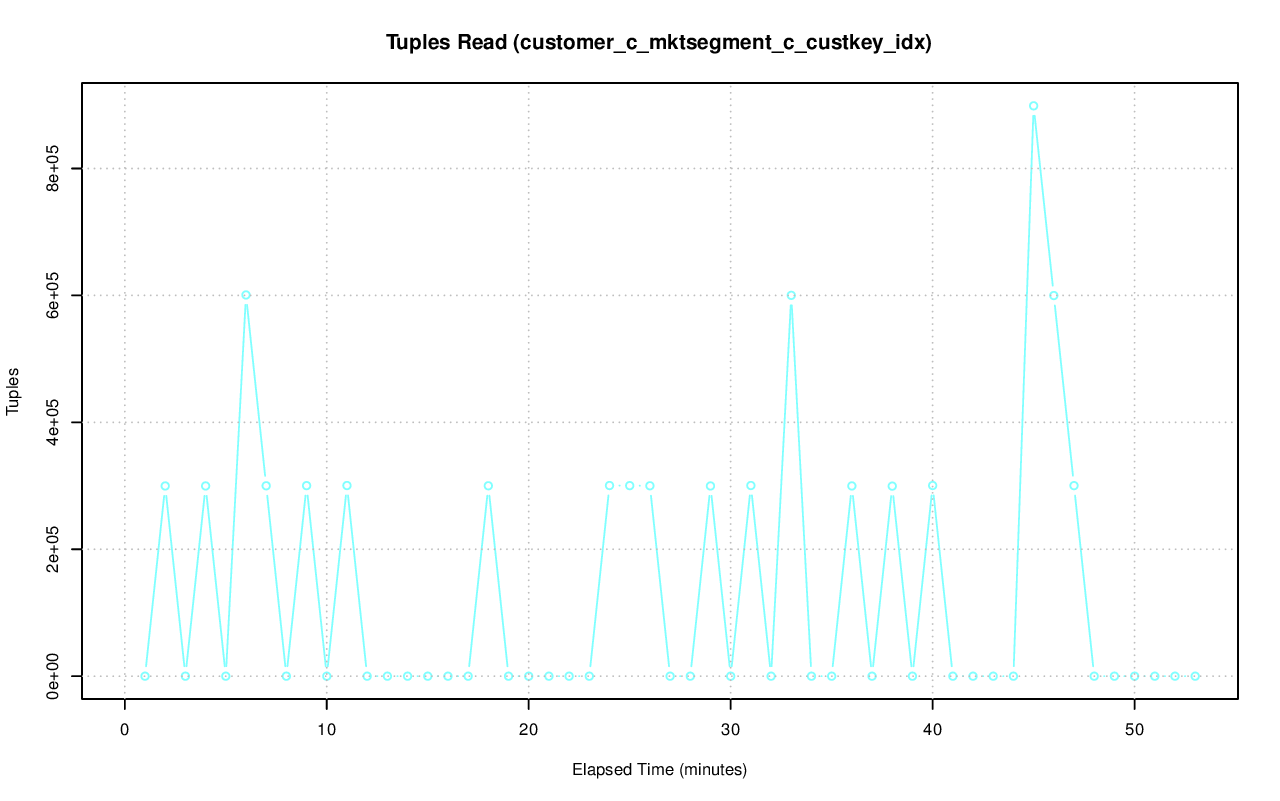 Tuples Read (customer_c_mktsegment_c_custkey_idx)
8e+05
6e+05
4e+05
2e+05
0e+00
Tuples
0 10 20 30 40 50
Elapsed Time (minutes)